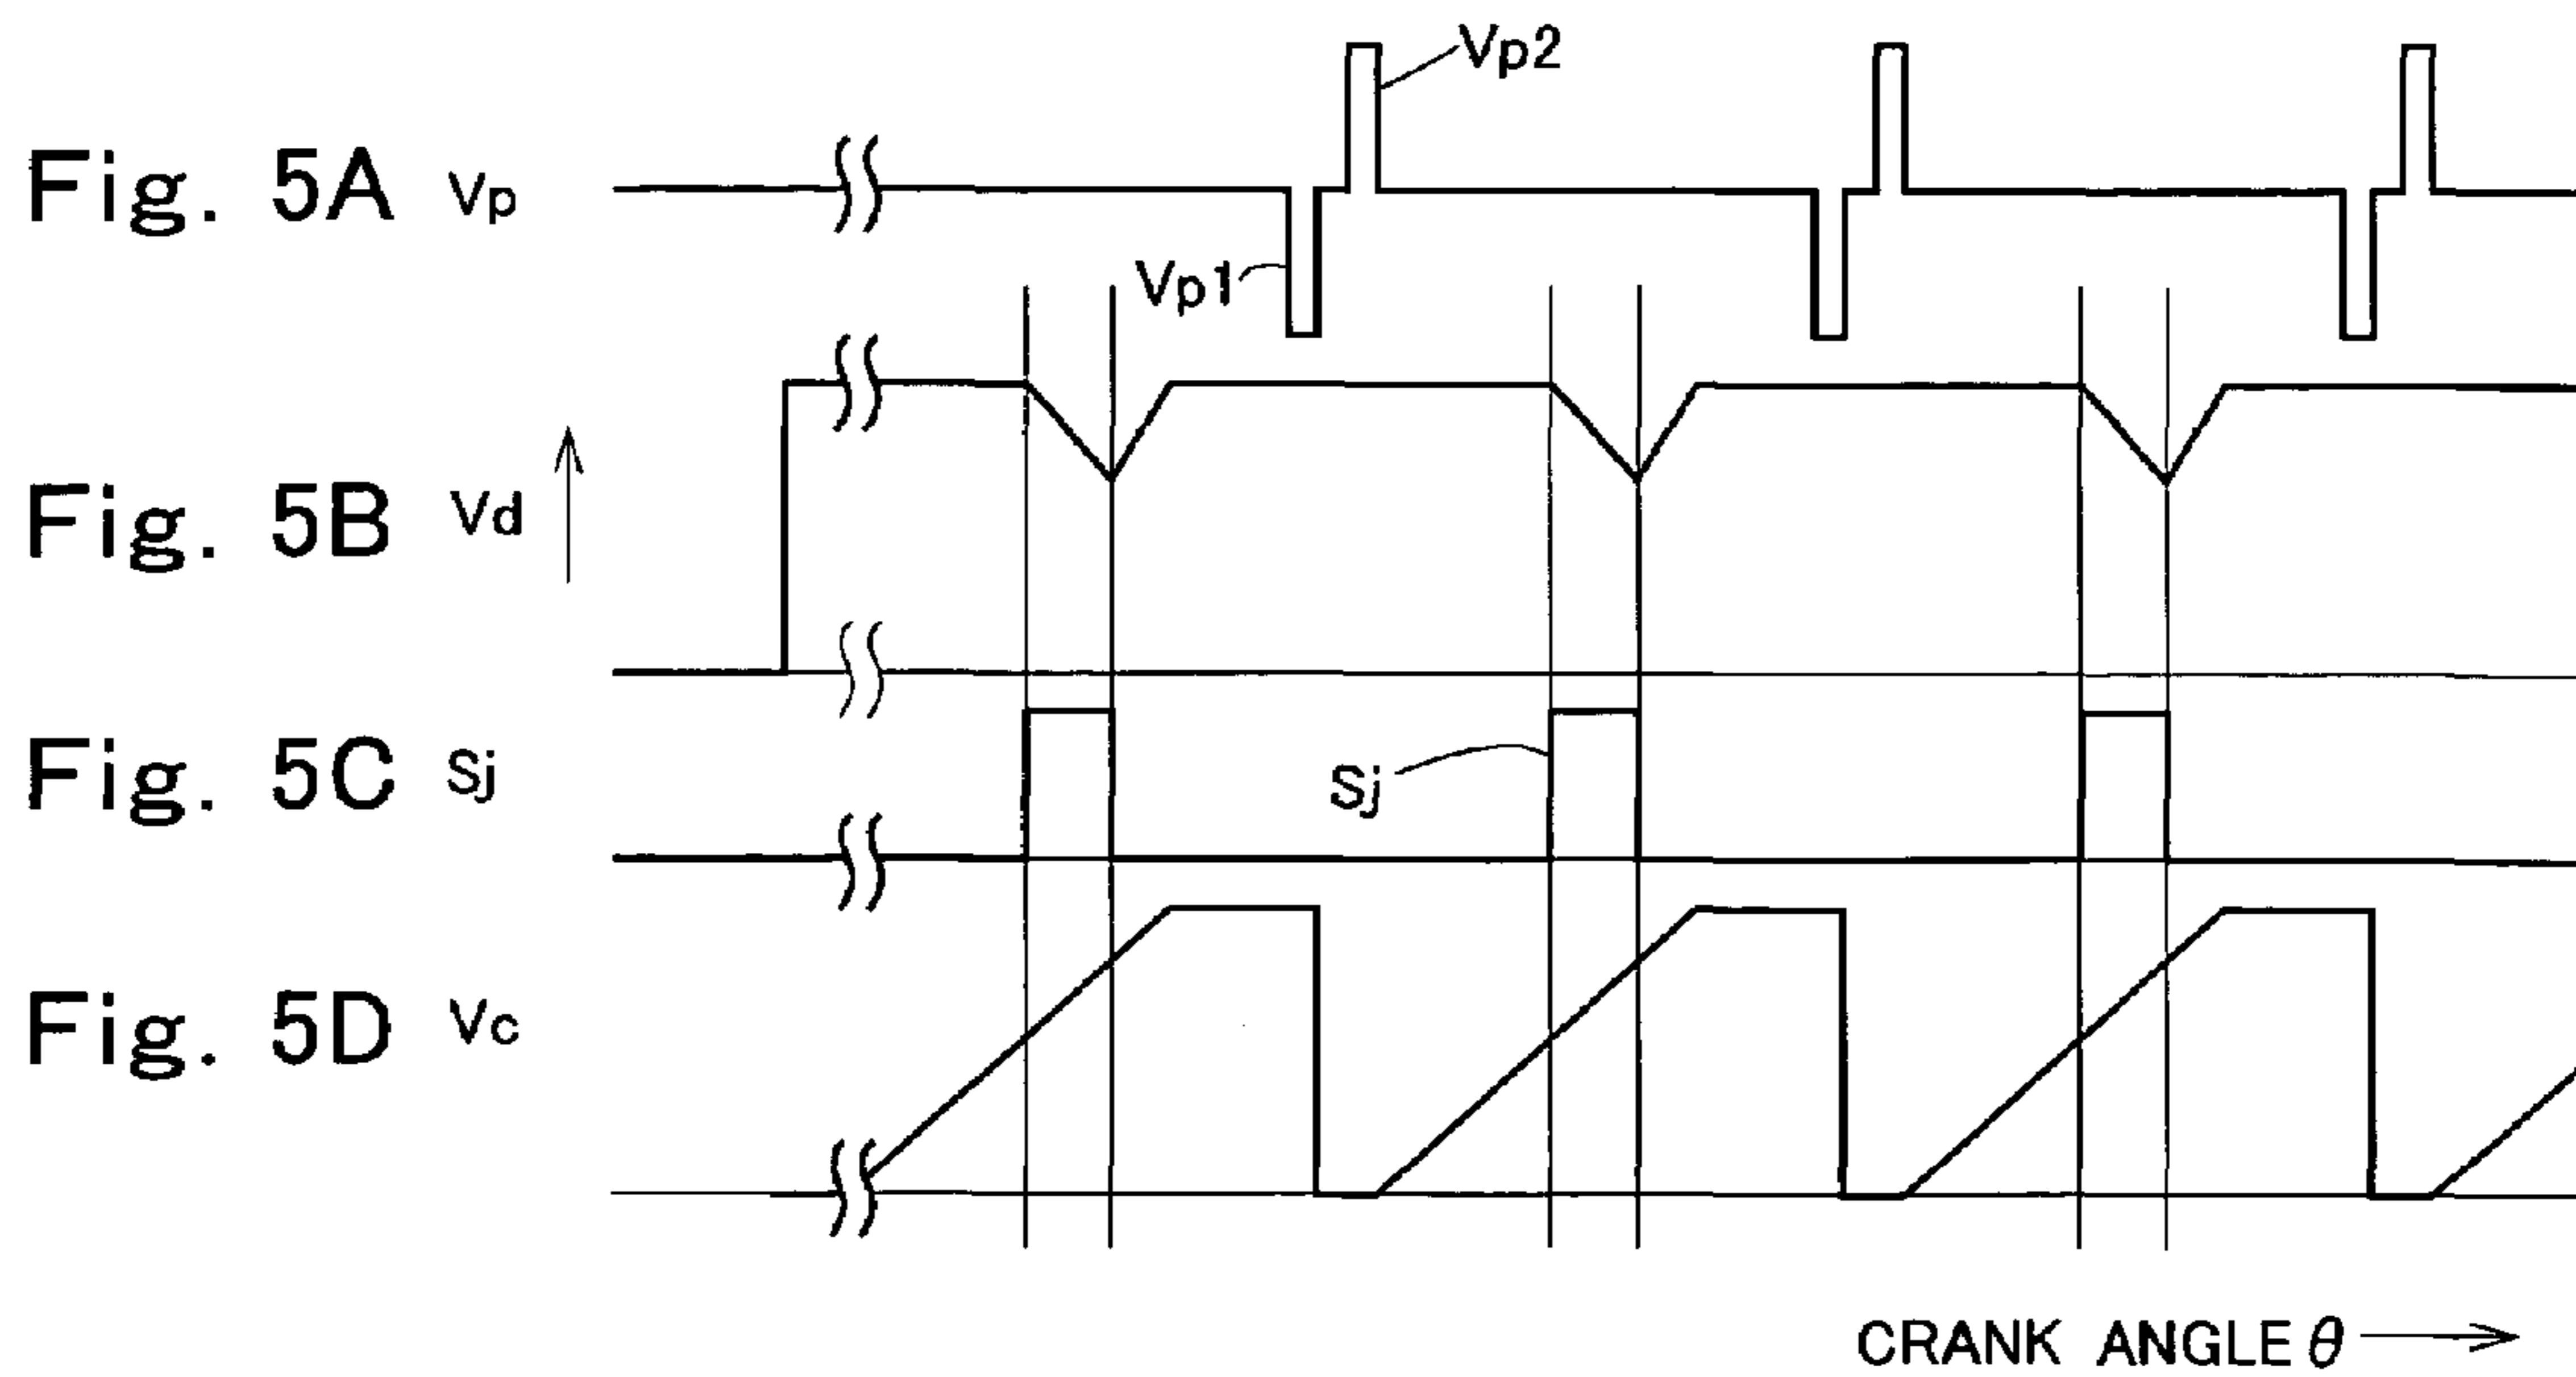 Vp2
Fig. 5A Vp
Vp1
Fig. 5B Vd
Fig. 5C Sj
Sj
Fig. 5D Vc
CRANK ANGLE θ